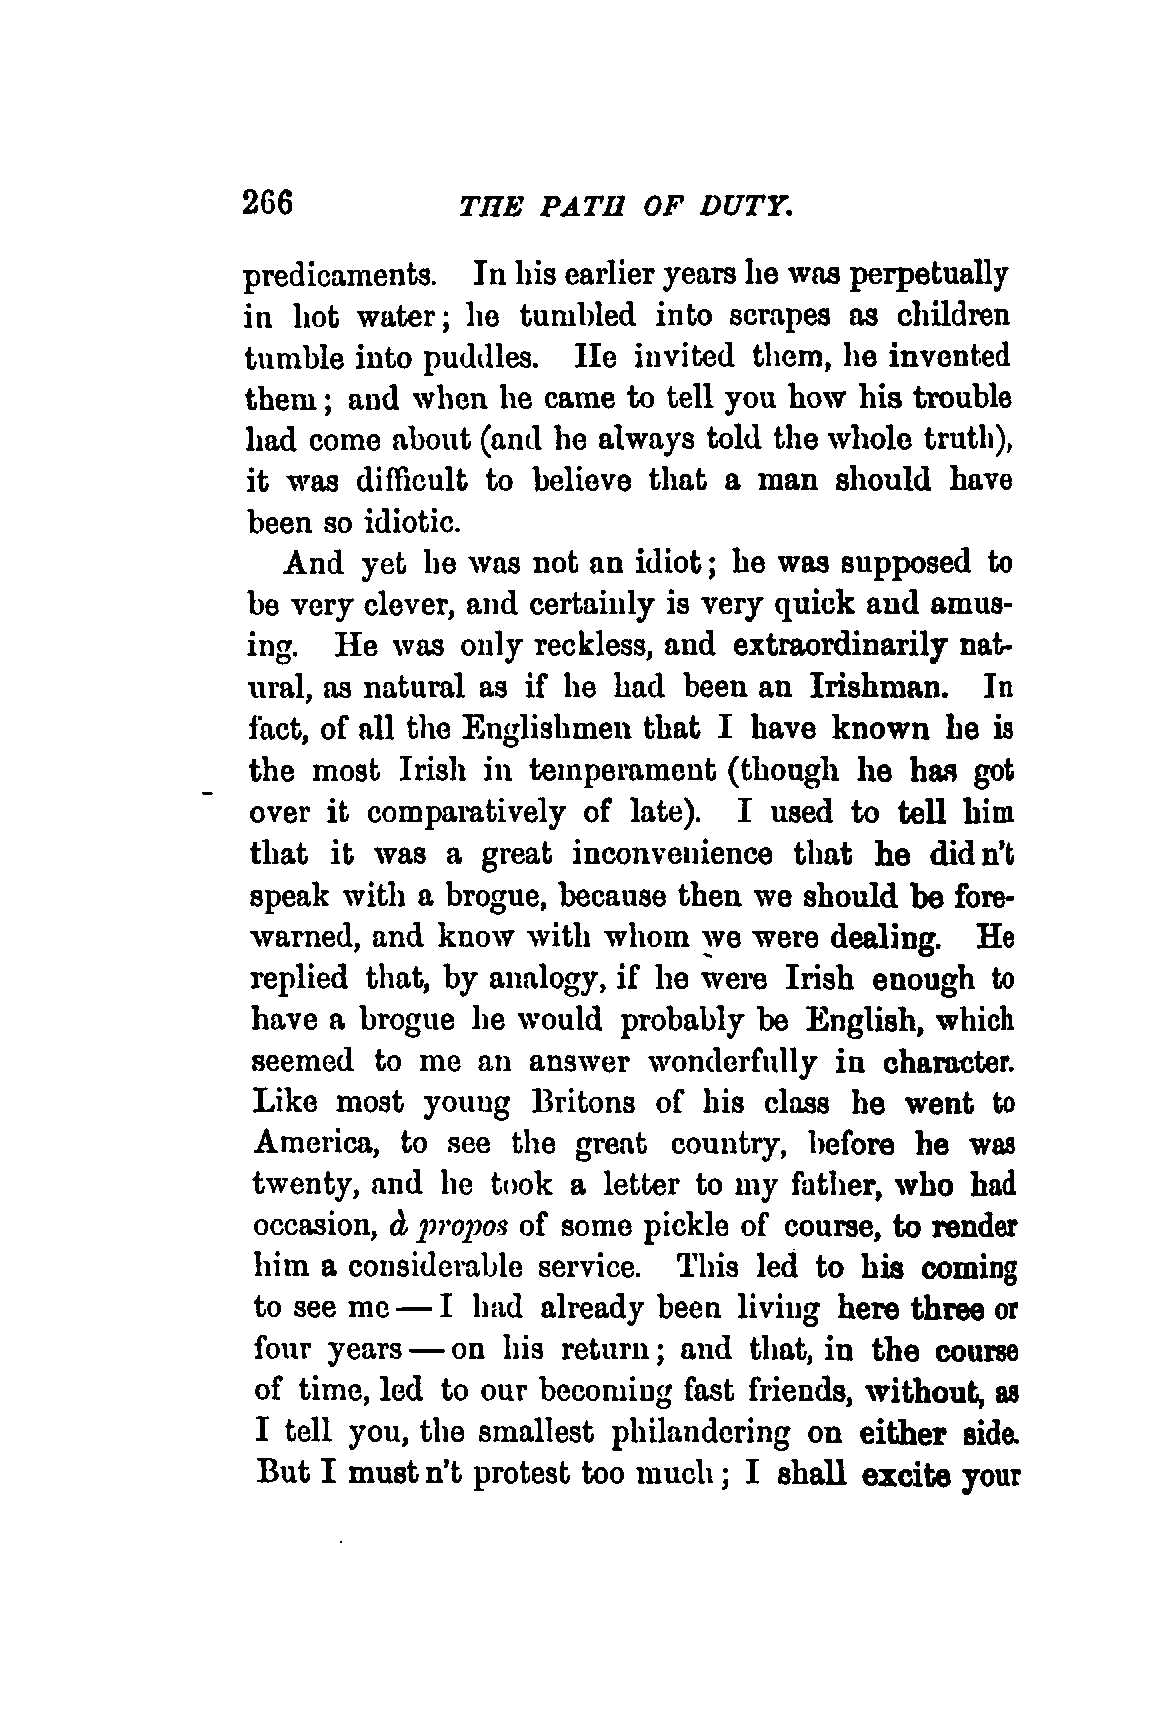 266 THE PATH OF DUTY.
predicaments. In his earlier years he was perpetually
in hot water; he tumbled into scrapes as children
tumble into puddles. He invited them, he invented
them; and when he came to tell you how his trouble
had come about (and he always told the whole truth),
it was difficult to believe that a man should have
been so idiotic.
And yet he was not an idiot; he was supposed to
be very clever, and certainly is very quick and amus-
ing. He was only reckless, and extraordinarily nat-
ural, as natural as if he had been an Irishman. In
fact, of all the Englishmen that I have known he is
the most Irish in temperament (though he has got
over it comparatively of late). I used to tell him
that it was a great inconvenience that he did n't
speak with a brogue, because then we should be fore-
warned, and know with whom we were dealing. He
replied that, by analogy, if he were Irish enough to
have a brogue he would probably be English, which
seemed to me an answer wonderfully in character.
Like most young Britons of his class he went to
America, to see the great country, before he was
twenty, and he took a letter to my father, who had
occasion, à propos of some pickle of course, to render
him a considerable service. This led to his coming
to see me — I had already been living here three or
four years — on his return; and that, in the course
of time, led to our becoming fast friends, without, as
I tell you, the smallest philandering on either side.
But I must n't protest too much; I shall excite your